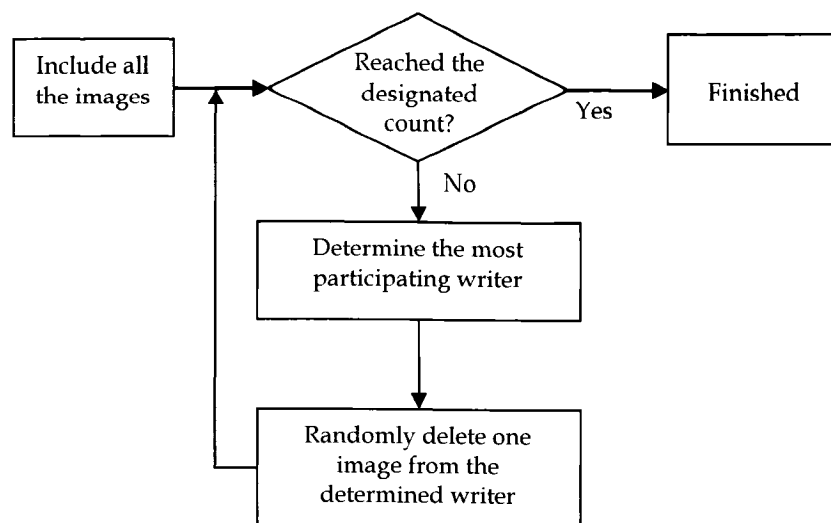 Include all
the images
Reached the
designated
count?
Yes
Finished
No
Determine the most
participating writer
Randomly delete one
image from the
determined writer